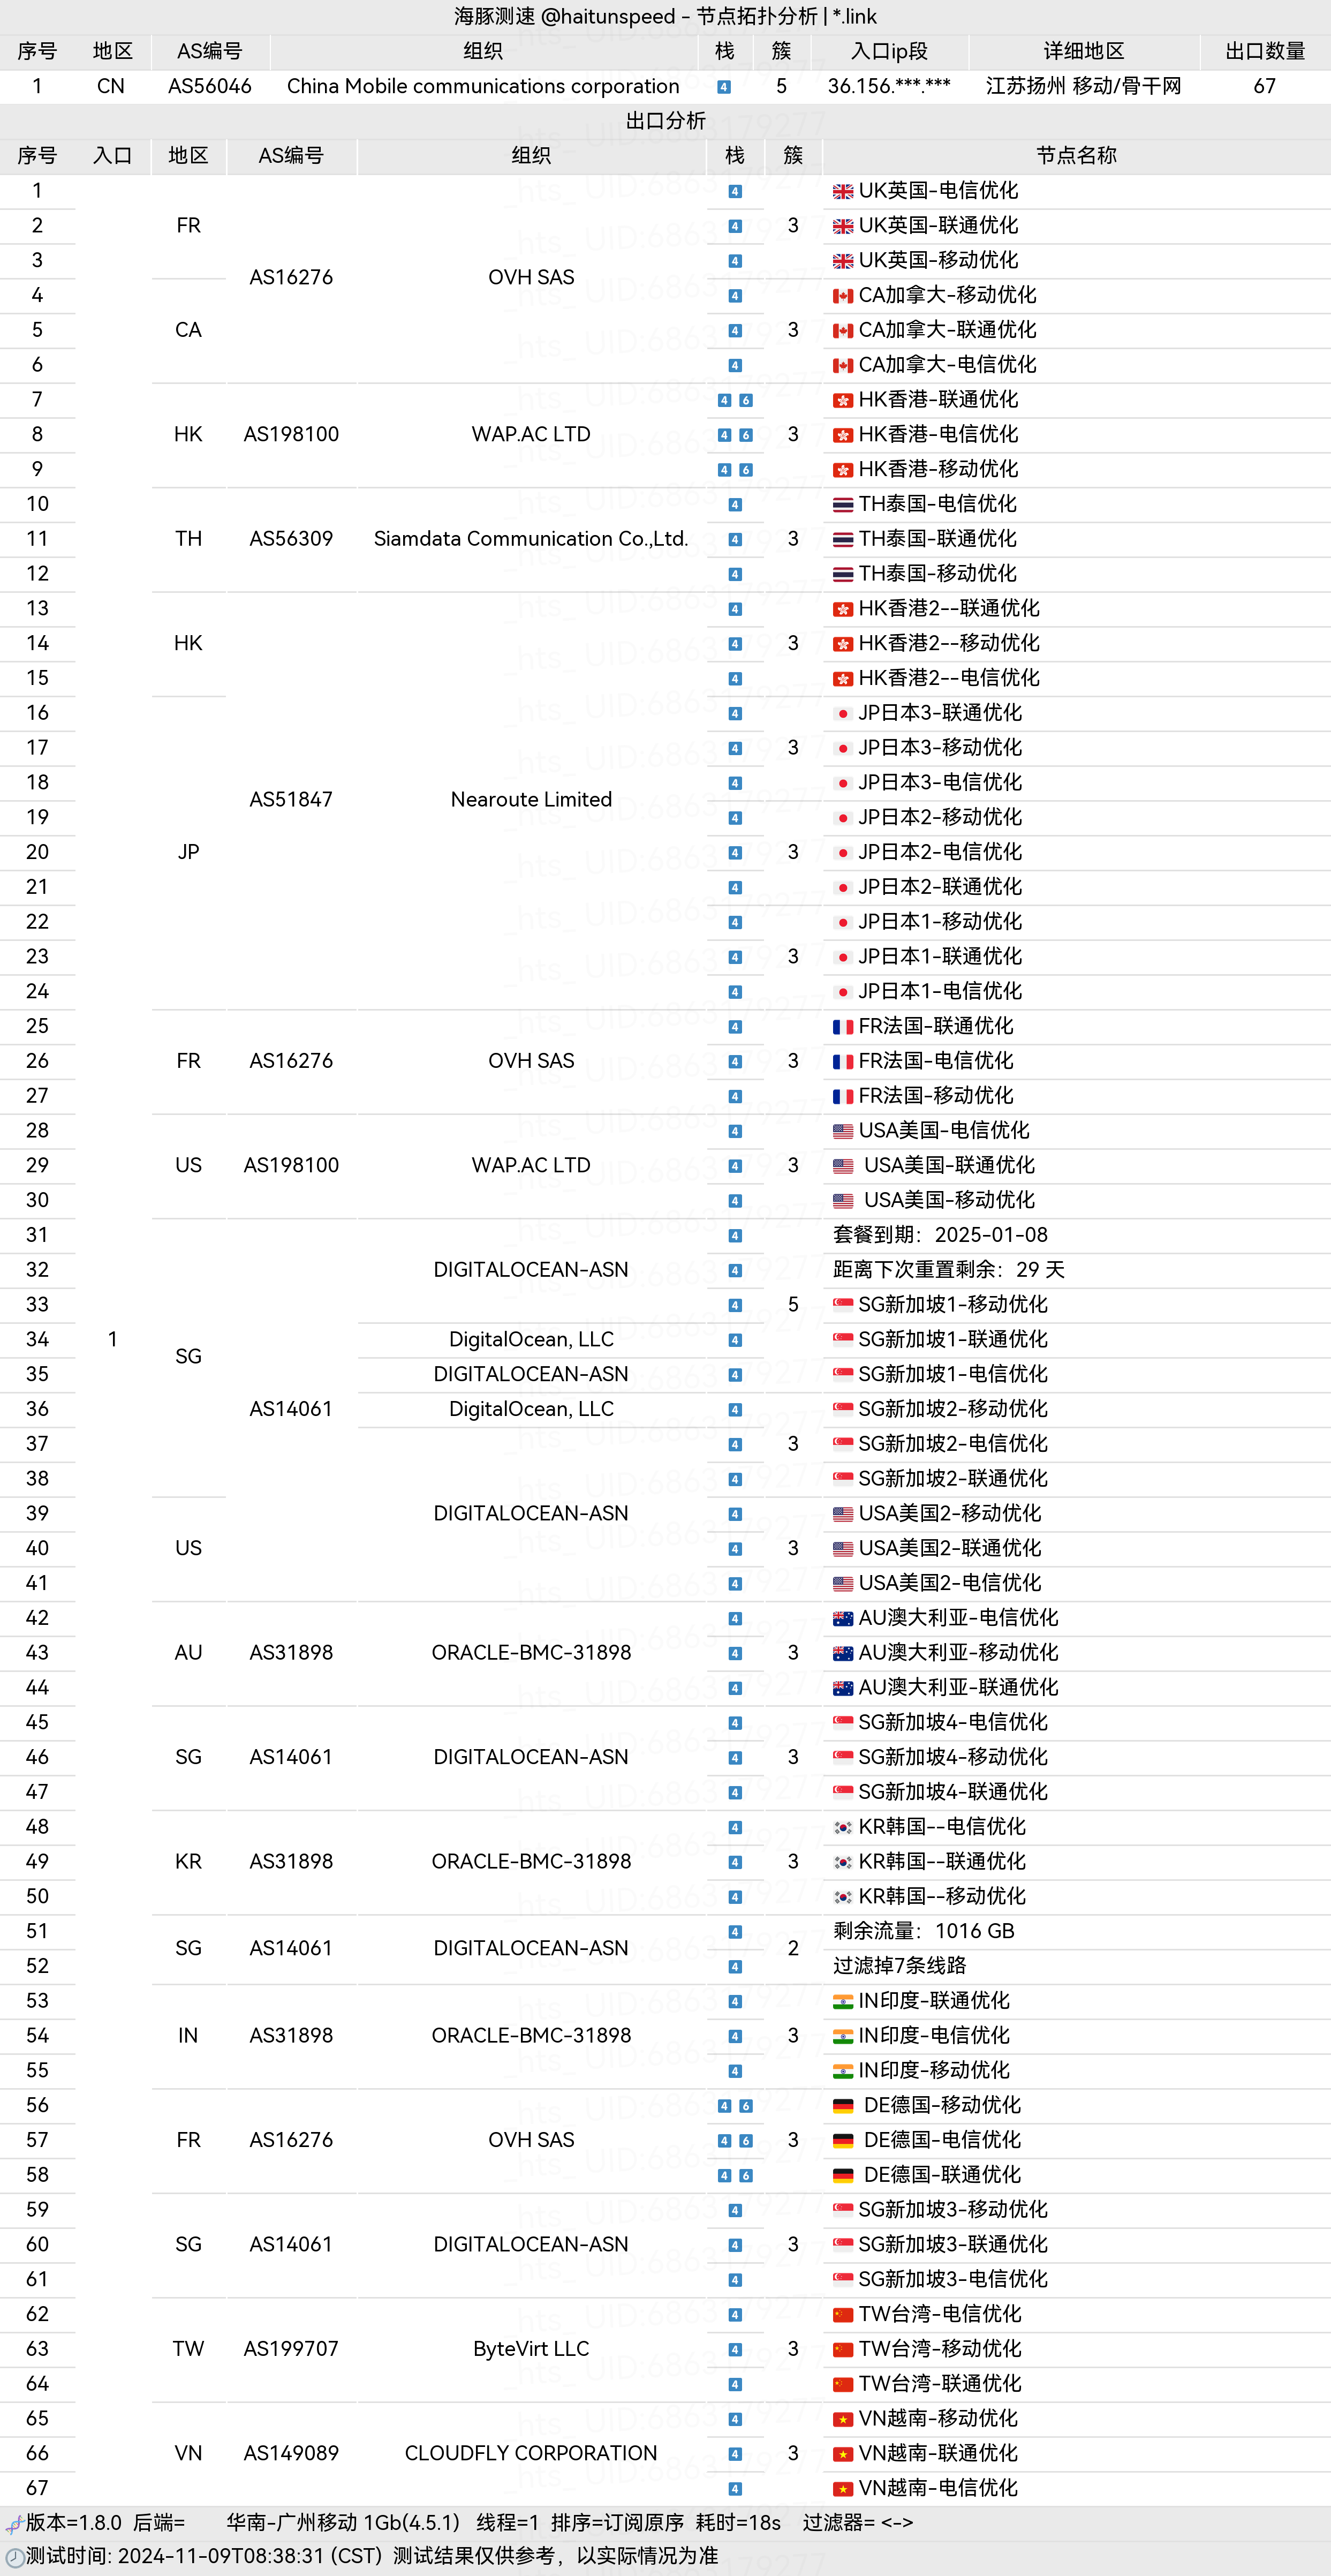 海豚测速 @haitunspeed - 节点拓扑分析 | *.link
序号 地区 AS编号 组织 栈 簇 入口ip段 详细地区 出口数量
1 CN AS56046 China Mobile communications corporation 4 5 36.156.***.*** 江苏扬州 移动/骨干网 67
出口分析
序号 入口 地区 AS编号 组织 栈 簇 节点名称
1 4 UK英国-电信优化
2 FR 4 3 UK英国-联通优化
3 AS16276 OVH SAS 4 UK英国-移动优化
4 4 CA加拿大-移动优化
5 CA 4 3 CA加拿大-联通优化
6 4 CA加拿大-电信优化
7 4 6 HK香港-联通优化
8 HK AS198100 WAP.AC LTD 4 6 3 HK香港-电信优化
9 4 6 HK香港-移动优化
10 4 TH泰国-电信优化
11 TH AS56309 Siamdata Communication Co.,Ltd. 4 3 TH泰国-联通优化
12 4 TH泰国-移动优化
13 4 HK香港2--联通优化
14 HK 4 3 HK香港2--移动优化
15 4 HK香港2--电信优化
16 4 JP日本3-联通优化
17 4 3 JP日本3-移动优化
18 AS51847 Nearoute Limited 4 JP日本3-电信优化
19 4 JP日本2-移动优化
20 JP 4 3 JP日本2-电信优化
21 4 JP日本2-联通优化
22 4 JP日本1-移动优化
23 4 3 JP日本1-联通优化
24 4 JP日本1-电信优化
25 4 FR法国-联通优化
26 FR AS16276 OVH SAS 4 3 FR法国-电信优化
27 4 FR法国-移动优化
28 4 USA美国-电信优化
29 US AS198100 WAP.AC LTD 4 3 USA美国-联通优化
30 4 USA美国-移动优化
31 4 套餐到期：2025-01-08
32 DIGITALOCEAN-ASN 4 距离下次重置剩余：29 天
33 4 5 SG新加坡1-移动优化
34 1 SG DigitalOcean, LLC 4 SG新加坡1-联通优化
35 DIGITALOCEAN-ASN 4 SG新加坡1-电信优化
36 AS14061 DigitalOcean, LLC 4 SG新加坡2-移动优化
37 4 3 SG新加坡2-电信优化
38 4 SG新加坡2-联通优化
39 DIGITALOCEAN-ASN 4 USA美国2-移动优化
40 US 4 3 USA美国2-联通优化
41 4 USA美国2-电信优化
42 4 AU澳大利亚-电信优化
43 AU AS31898 ORACLE-BMC-31898 4 3 AU澳大利亚-移动优化
44 4 AU澳大利亚-联通优化
45 4 SG新加坡4-电信优化
46 SG AS14061 DIGITALOCEAN-ASN 4 3 SG新加坡4-移动优化
47 4 SG新加坡4-联通优化
48 4 KR韩国--电信优化
49 KR AS31898 ORACLE-BMC-31898 4 3 KR韩国--联通优化
50 4 KR韩国--移动优化
51 SG AS14061 DIGITALOCEAN-ASN 4 2 剩余流量：1016 GB
52 4 过滤掉7条线路
53 4 IN印度-联通优化
54 IN AS31898 ORACLE-BMC-31898 4 3 IN印度-电信优化
55 4 IN印度-移动优化
56 4 6 DE德国-移动优化
57 FR AS16276 OVH SAS 4 6 3 DE德国-电信优化
58 4 6 DE德国-联通优化
59 4 SG新加坡3-移动优化
60 SG AS14061 DIGITALOCEAN-ASN 4 3 SG新加坡3-联通优化
61 4 SG新加坡3-电信优化
62 4 TW台湾-电信优化
63 TW AS199707 ByteVirt LLC 4 3 TW台湾-移动优化
64 4 TW台湾-联通优化
65 4 VN越南-移动优化
66 VN AS149089 CLOUDFLY CORPORATION 4 3 VN越南-联通优化
67 4 VN越南-电信优化
版本=1.8.0 后端= 华南-广州移动 1Gb(4.5.1) 线程=1 排序=订阅原序 耗时=18s 过滤器= <->
测试时间: 2024-11-09T08:38:31 (CST) 测试结果仅供参考，以实际情况为准